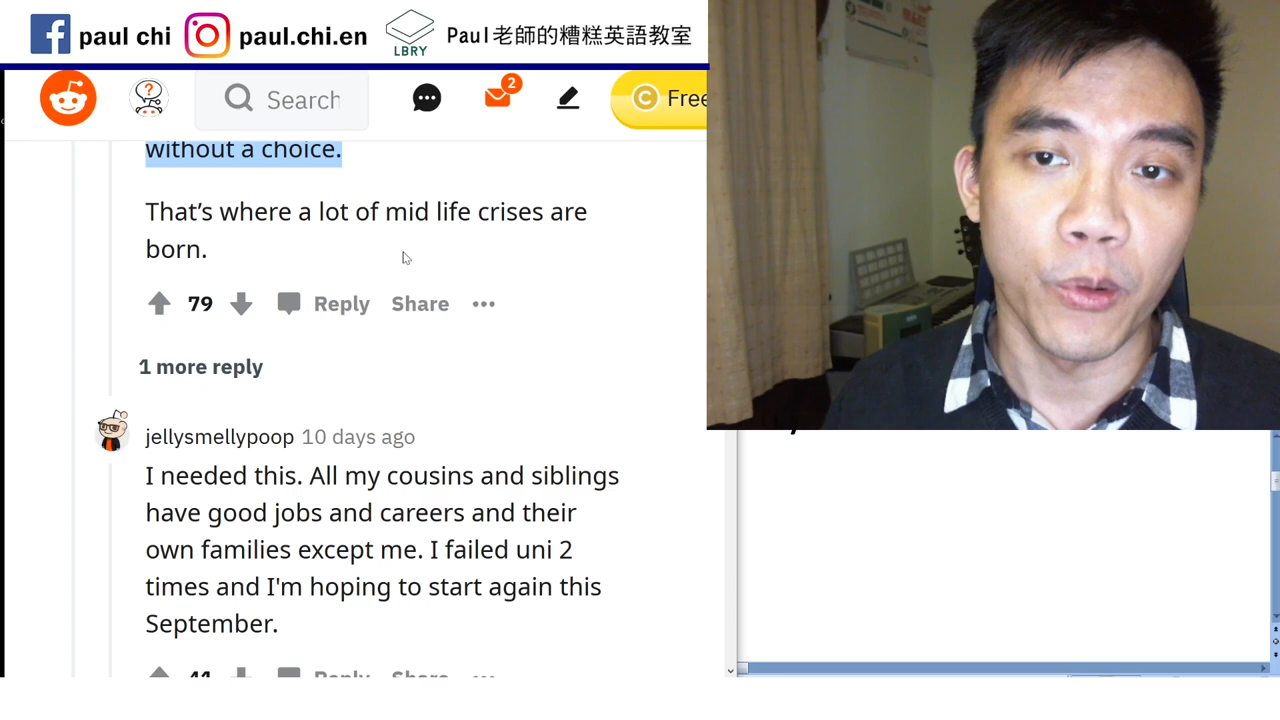 paul chi paul.chi.en LBRY Paul老師的糟糕英語教室
Search 2 Free
without a choice.
That's where a lot of mid life crises are
born.
79 Reply Share
1 more reply
jellysmellypoop 10 days ago
I needed this. All my cousins and siblings
have good jobs and careers and their
own families except me. I failed uni 2
times and I'm hoping to start again this
September.
41 Reply Share